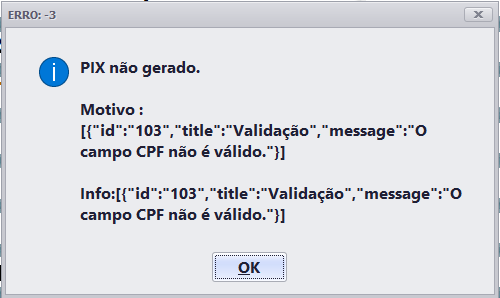 ERRO: -3
PIX não gerado.
Motivo :
[{"id":"103","title":"Validação","message":"O
campo CPF não é válido."}]
Info:[{"id":"103","title":"Validação","message":"O
campo CPF não é válido."}]
OK